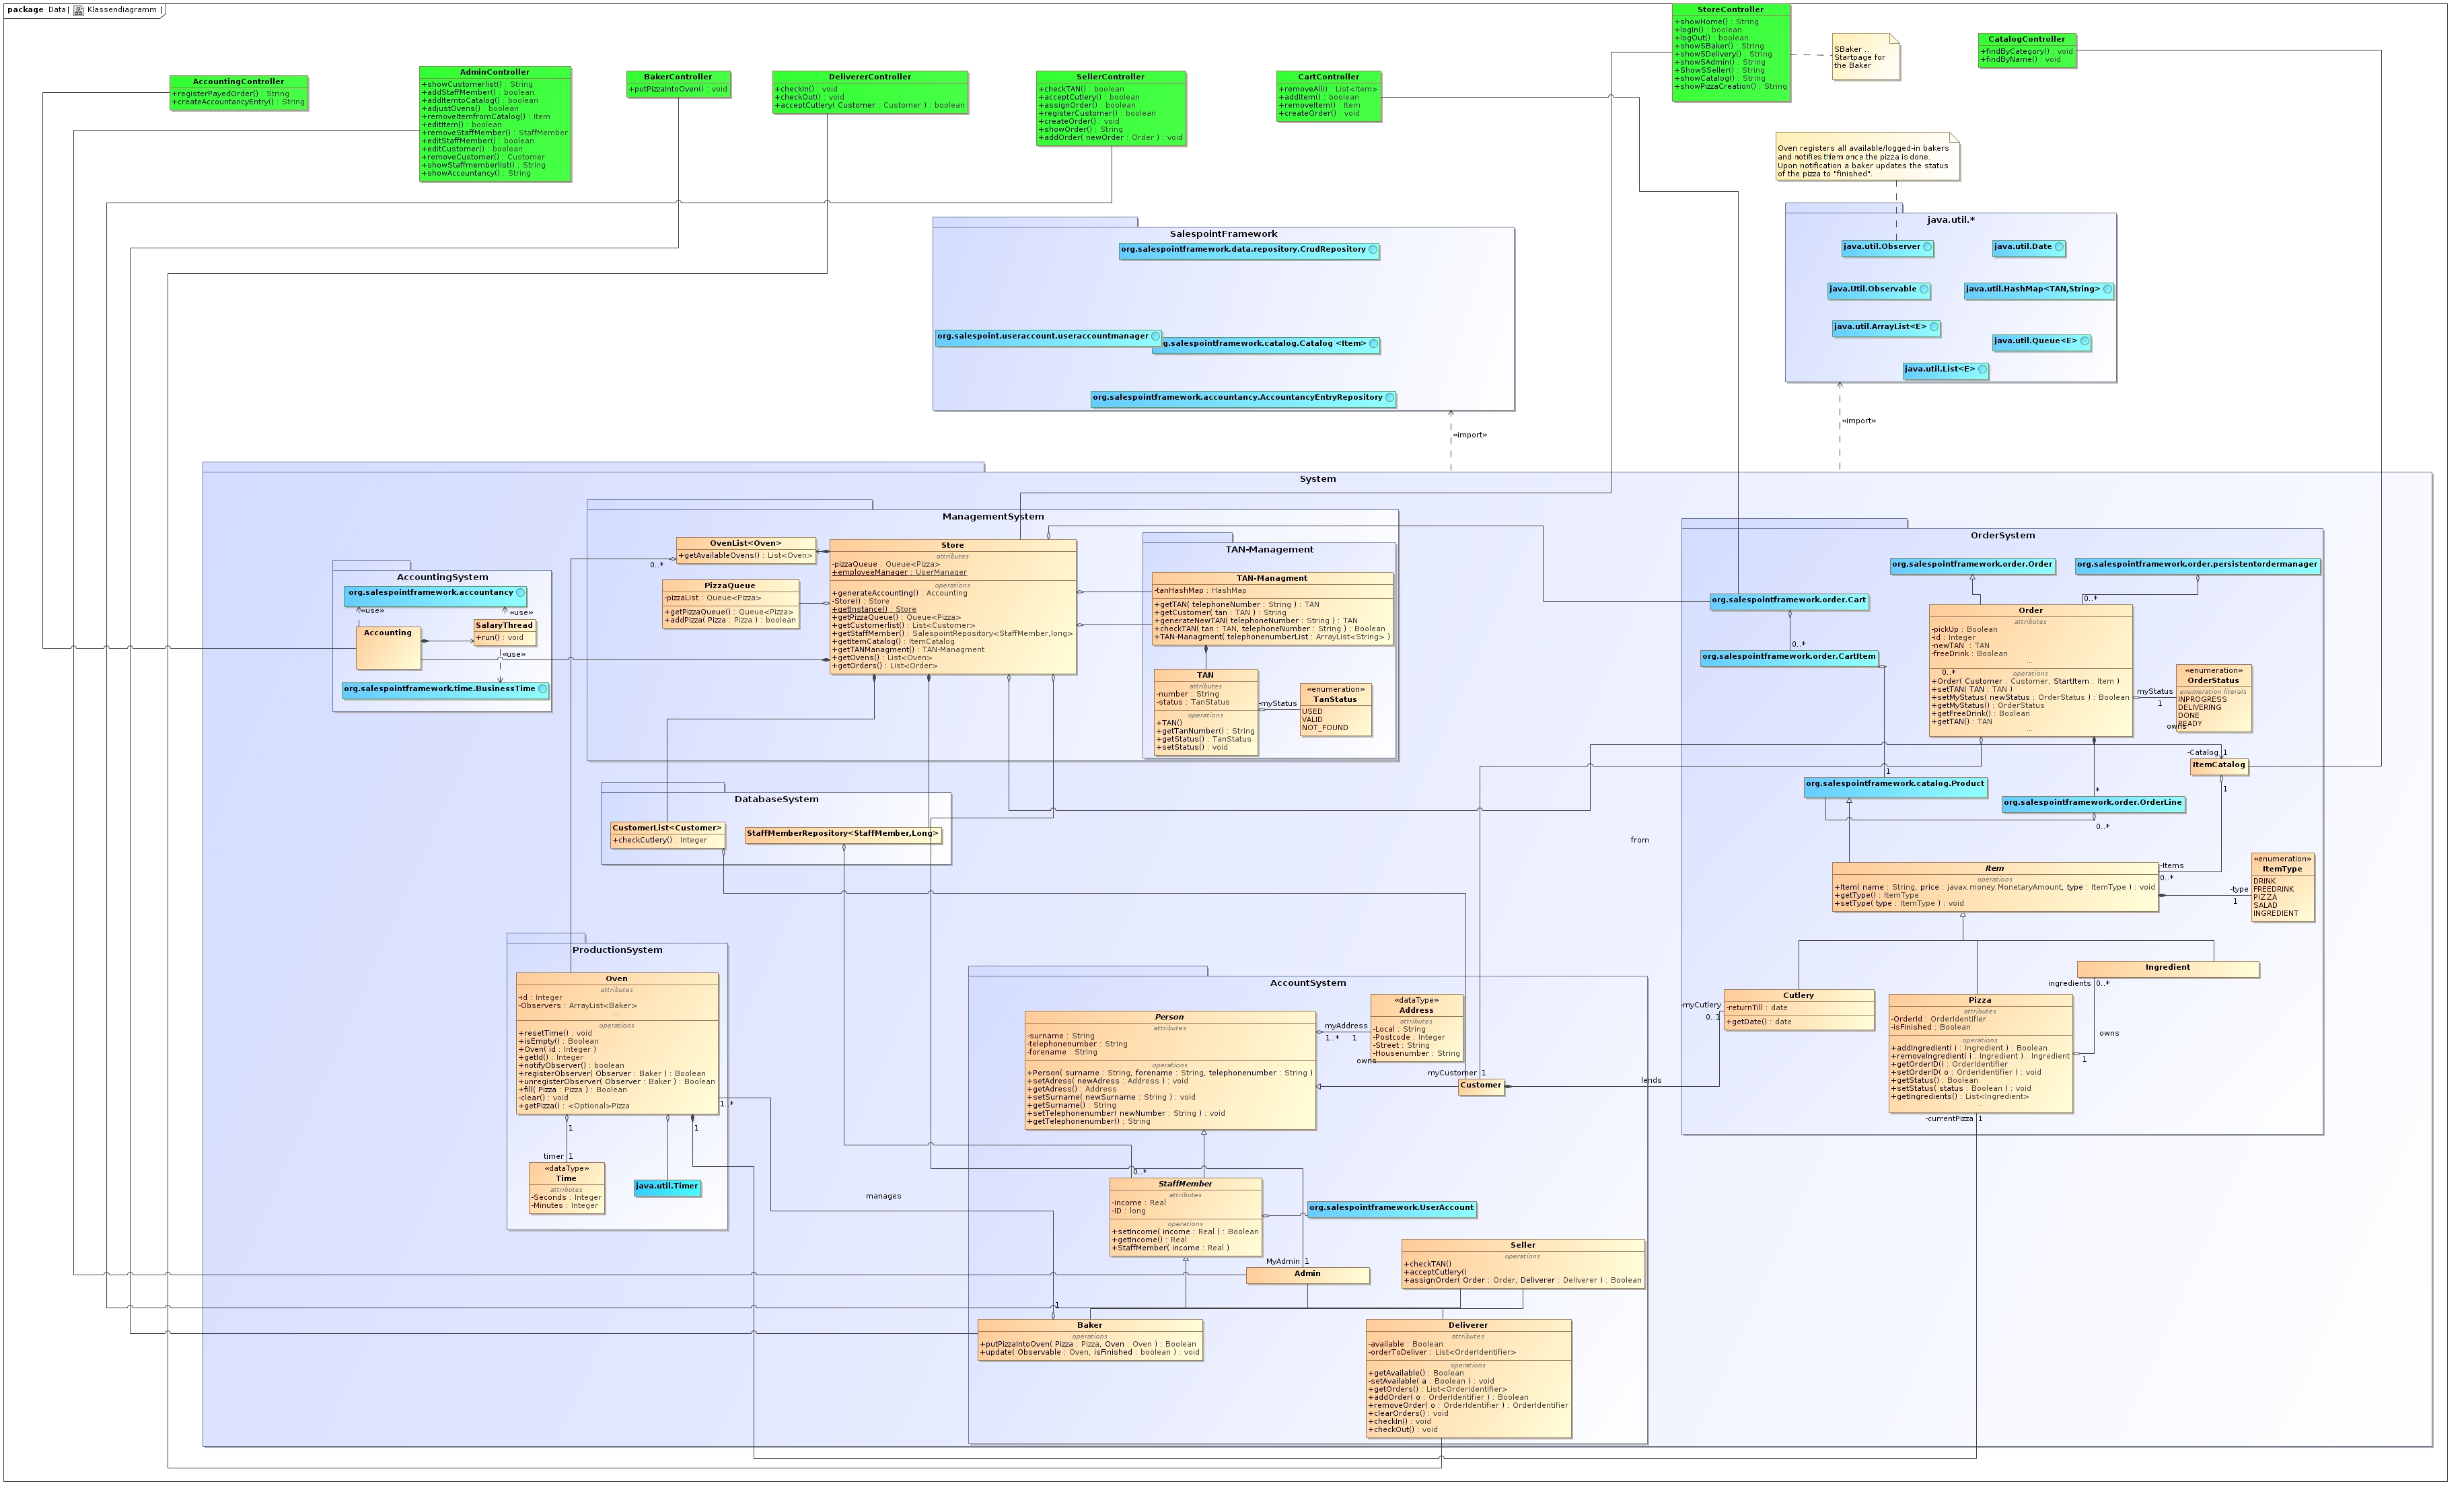 package Data [ Klassendiagramm ]
StoreController
+showHome() : String
+logIn() : boolean
+logOut() : boolean
+showSBaker() : String
+showSDelivery() : String
+showSAdmin() : String
+ShowSSeller() : String
+showCatalog() : String
+showPizzaCreation() : String
SBaker ..
Startpage for
the Baker
CatalogController
+findByCategory() : void
+findByName() : void
AccountingController
+registerPayedOrder() : String
+createAccountancyEntry() : String
AdminController
+showCustomerlist() : String
+addStaffMember() : boolean
+addItemtoCatalog() : boolean
+adjustOvens() : boolean
+removeItemfromCatalog() : Item
+editItem() : boolean
+removeStaffMember() : StaffMember
+editStaffMember() : boolean
+editCustomer() : boolean
+removeCustomer() : Customer
+showStaffmemberlist() : String
+showAccountancy() : String
BakerController
+putPizzaIntoOven() : void
DelivererController
+checkIn() : void
+checkOut() : void
+acceptCutlery( Customer : Customer ) : boolean
SellerController
+checkTAN() : boolean
+acceptCutlery() : boolean
+assignOrder() : boolean
+registerCustomer() : boolean
+createOrder() : void
+showOrder() : String
+addOrder( newOrder : Order ) : void
CartController
+removeAll() : List<Item>
+addItem() : boolean
+removeItem() : Item
+createOrder() : void
Oven registers all available/logged-in bakers
and notifies them once the pizza is done.
Upon notification a baker updates the status
of the pizza to "finished".
SalespointFramework
org.salespointframework.data.repository.CrudRepository
org.salespoint.useraccount.useraccountmanager
g.salespointframework.catalog.Catalog <Item>
org.salespointframework.accountancy.AccountancyEntryRepository
java.util.*
java.util.Observer
java.util.Date
java.Util.Observable
java.util.HashMap<TAN,String>
java.util.ArrayList<E>
java.util.Queue<E>
java.util.List<E>
«import»
«import»
System
ManagementSystem
OvenList<Oven>
+getAvailableOvens() : List<Oven>
0..*
PizzaQueue
-pizzaList : Queue<Pizza>
+getPizzaQueue() : Queue<Pizza>
+addPizza( Pizza : Pizza ) : boolean
Store
attributes
-pizzaQueue : Queue<Pizza>
+employeeManager : UserManager
operations
+generateAccounting() : Accounting
-Store() : Store
+getInstance() : Store
+getPizzaQueue() : Queue<Pizza>
+getCustomerlist() : List<Customer>
+getStaffMember() : SalespointRepository<StaffMember,long>
+getItemCatalog() : ItemCatalog
+getTANManagment() : TAN-Managment
+getOvens() : List<Oven>
+getOrders() : List<Order>
TAN-Management
TAN-Managment
-tanHashMap : HashMap
+getTAN( telephoneNumber : String ) : TAN
+getCustomer( tan : TAN ) : String
+generateNewTAN( telephoneNumber : String ) : TAN
+checkTAN( tan : TAN, telephoneNumber : String ) : Boolean
+TAN-Managment( telephonenumberList : ArrayList<String> )
TAN
attributes
-number : String
-status : TanStatus
operations
+TAN()
+getTanNumber() : String
+getStatus() : TanStatus
+setStatus() : void
-myStatus
«enumeration»
TanStatus
USED
VALID
NOT_FOUND
AccountingSystem
org.salespointframework.accountancy
«use»
«use»
Accounting
SalaryThread
+run() : void
«use»
org.salespointframework.time.BusinessTime
OrderSystem
org.salespointframework.order.Order
org.salespointframework.order.persistentordermanager
0..*
org.salespointframework.order.Cart
0..*
org.salespointframework.order.CartItem
Order
attributes
-pickUp : Boolean
-id : Integer
-newTAN : TAN
-freeDrink : Boolean
...
operations
0..*
+Order( Customer : Customer, StartItem : Item )
+setTAN( TAN : TAN )
+setMyStatus( newStatus : OrderStatus ) : Boolean
+getMyStatus() : OrderStatus
+getFreeDrink() : Boolean
+getTAN() : TAN
...
myStatus
1
owns
«enumeration»
OrderStatus
enumeration literals
INPROGRESS
DELIVERING
DONE
READY
-Catalog 1
ItemCatalog
1
1
org.salespointframework.catalog.Product
*
org.salespointframework.order.OrderLine
0..*
from
Item
operations
+Item( name : String, price : javax.money.MonetaryAmount, type : ItemType ) : void
+getType() : ItemType
+setType( type : ItemType ) : void
-Items
0..*
-type
1
«enumeration»
ItemType
DRINK
FREEDRINK
PIZZA
SALAD
INGREDIENT
Ingredient
ingredients 0..*
owns
1
Cutlery
-returnTill : date
+getDate() : date
-myCutlery
0..1
Pizza
attributes
-OrderId : OrderIdentifier
-isFinished : Boolean
operations
+addIngredient( i : Ingredient ) : Boolean
+removeIngredient( i : Ingredient ) : Ingredient
+getOrderID() : OrderIdentifier
+setOrderID( o : OrderIdentifier ) : void
+getStatus() : Boolean
+setStatus( status : Boolean ) : void
+getIngredients() : List<Ingredient>
...
-currentPizza 1
DatabaseSystem
CustomerList<Customer>
+checkCutlery() : Integer
StaffMemberRepository<StaffMember,Long>
ProductionSystem
Oven
attributes
-id : Integer
-Observers : ArrayList<Baker>
...
operations
+resetTime() : void
+isEmpty() : Boolean
+Oven( id : Integer )
+getId() : Integer
+notifyObserver() : boolean
+registerObserver( Observer : Baker ) : Boolean
+unregisterObserver( Observer : Baker ) : Boolean
+fill( Pizza : Pizza ) : Boolean
-clear() : void
+getPizza() : <Optional>Pizza
1..*
1
1
timer 1
«dataType»
Time
attributes
-Seconds : Integer
-Minutes : Integer
java.util.Timer
manages
AccountSystem
Person
attributes
-surname : String
-telephonenumber : String
-forename : String
operations
+Person( surname : String, forename : String, telephonenumber : String )
+setAdress( newAdress : Address ) : void
+getAdress() : Address
+setSurname( newSurname : String ) : void
+getSurname() : String
+setTelephonenumber( newNumber : String ) : void
+getTelephonenumber() : String
myAddress
1..* 1
owns
«dataType»
Address
attributes
-Local : String
-Postcode : Integer
-Street : String
-Housenumber : String
myCustomer 1
Customer
lends
0..*
StaffMember
attributes
-income : Real
-ID : long
operations
+setIncome( income : Real ) : Boolean
+getIncome() : Real
+StaffMember( income : Real )
org.salespointframework.UserAccount
MyAdmin 1
Admin
Seller
operations
+checkTAN()
+acceptCutlery()
+assignOrder( Order : Order, Deliverer : Deliverer ) : Boolean
1
Baker
operations
+putPizzaIntoOven( Pizza : Pizza, Oven : Oven ) : Boolean
+update( Observable : Oven, isFinished : boolean ) : void
Deliverer
attributes
-available : Boolean
-orderToDeliver : List<OrderIdentifier>
operations
+getAvailable() : Boolean
-setAvailable( a : Boolean ) : void
+getOrders() : List<OrderIdentifier>
+addOrder( o : OrderIdentifier ) : Boolean
+removeOrder( o : OrderIdentifier ) : OrderIdentifier
+clearOrders() : void
+checkIn() : void
+checkOut() : void